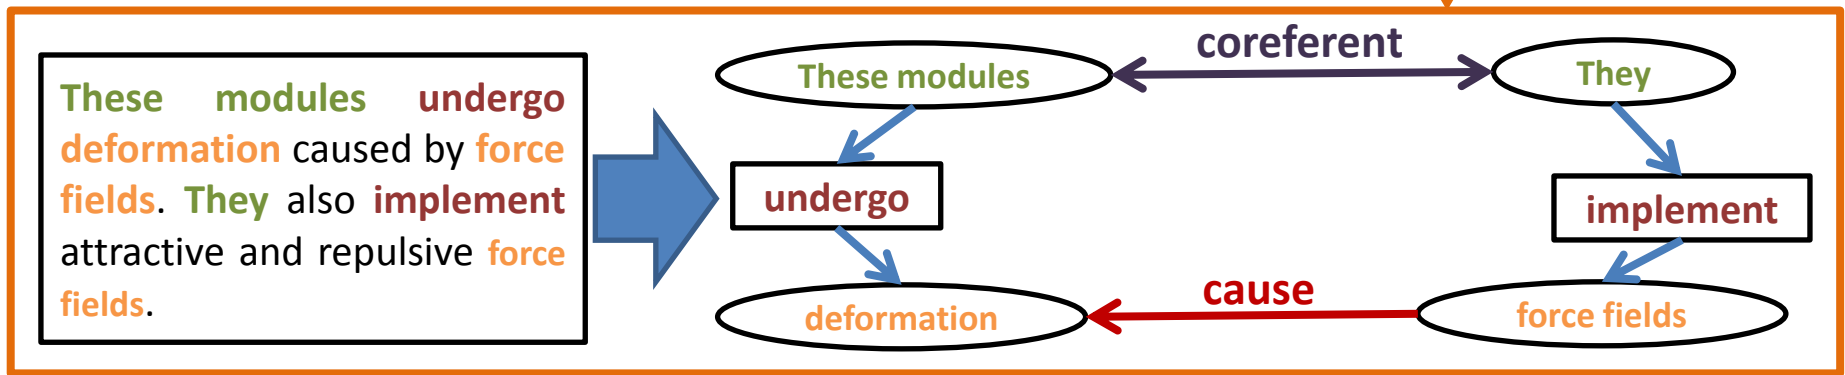 These modules undergo
deformation caused by force
fields. They also implement
attractive and repulsive force
fields.
coreferent
These modules
They
undergo
implement
cause
deformation
force fields